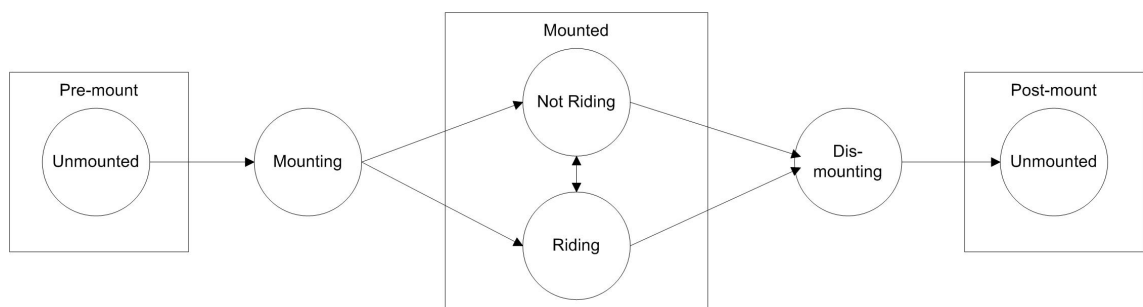 Pre-mount
Unmounted
Mounting
Mounted
Not Riding
Riding
Dis-
mounting
Post-mount
Unmounted